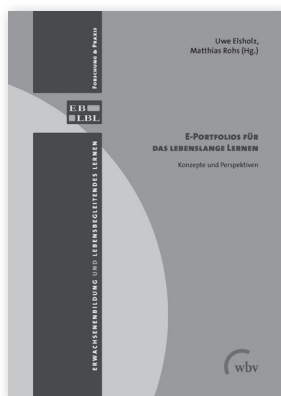 Uwe Elsholz,
Matthias Rohs (Hg.)
FORSCHUNG & PRAXIS
EB
LBL
E-PORTFOLIOS FÜR
DAS LEBENSLANGE LERNEN
Konzepte und Perspektiven
ERWACHSENENBILDUNG UND LEBENSBEGLEITENDES LERNEN
wbv